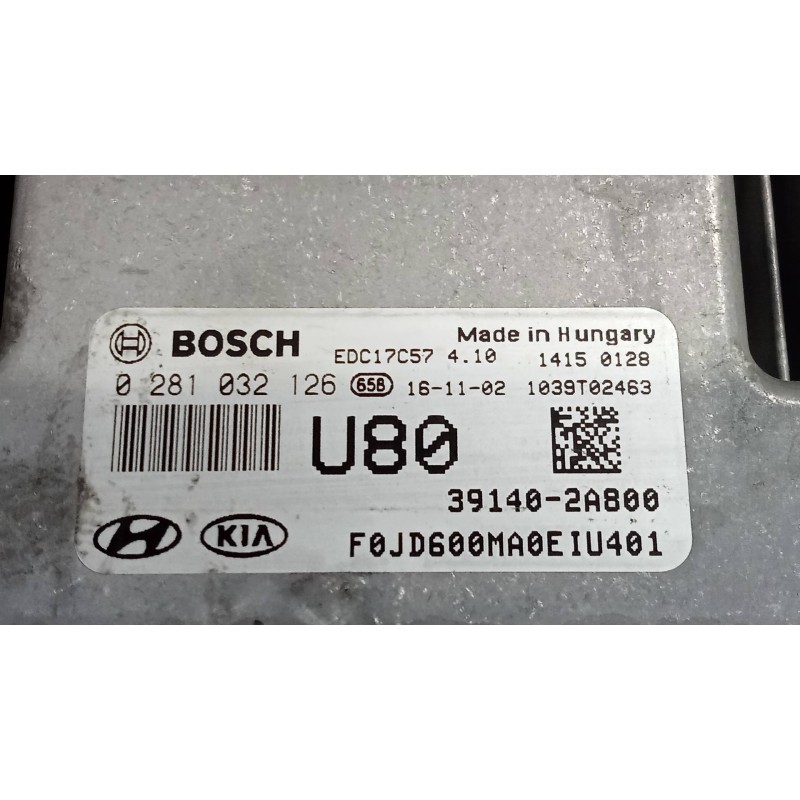 BOSCH
Made in Hungary
EDC17C57 4.10 1415 0128
0 281 032 126 65B 16-11-02 1039T02463
U80
39140-2A800
KIA F0JD600MA0EIU401